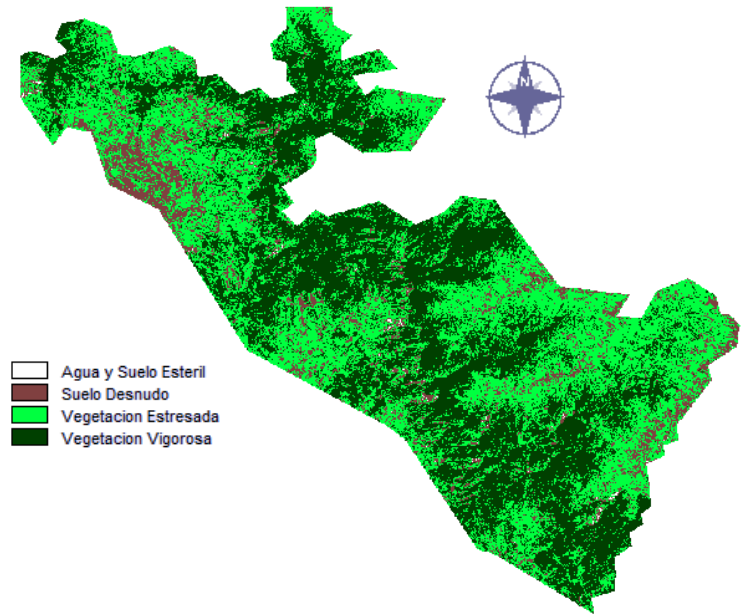 N
Agua y Suelo Esteril
Suelo Desnudo
Vegetacion Estresada
Vegetacion Vigorosa